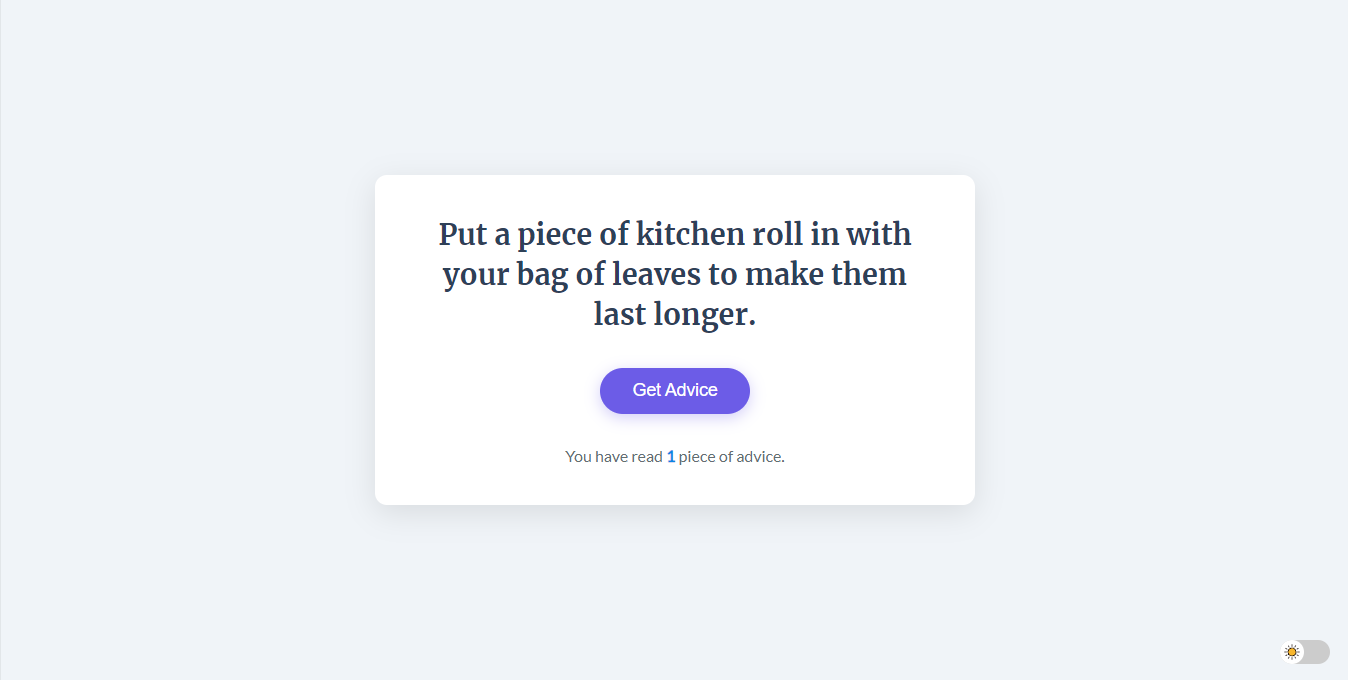 Put a piece of kitchen roll in with
your bag of leaves to make them
last longer.
Get Advice
You have read 1 piece of advice.